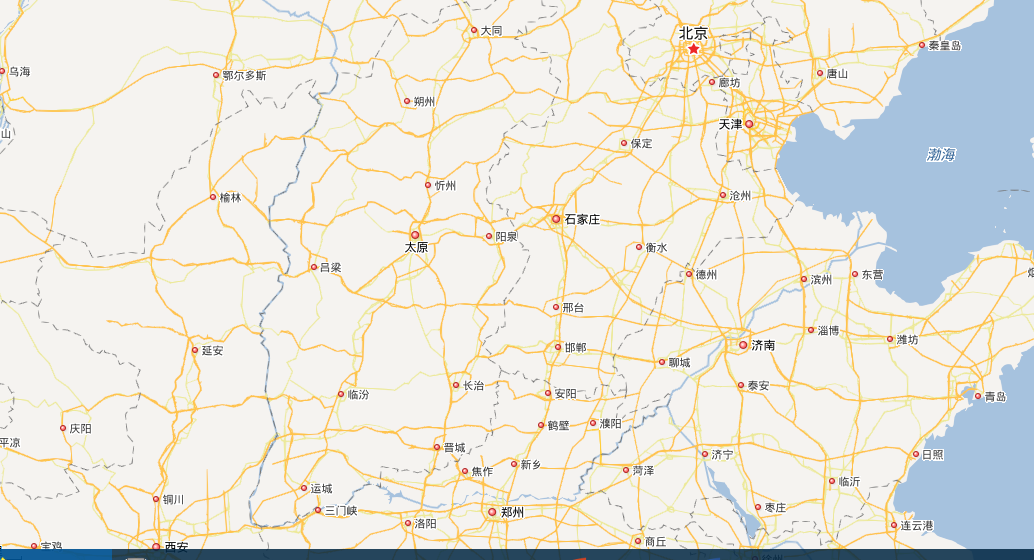 大同
北京
秦皇岛
乌海
鄂尔多斯
唐山
廊坊
朔州
天津
山
保定
渤海
忻州
沧州
榆林
石家庄
太原
阳泉
衡水
吕梁
德州
滨州
东营
邢台
淄博
潍坊
延安
邯郸
济南
聊城
长治
泰安
临汾
安阳
青岛
庆阳
鹤壁
濮阳
平凉
晋城
济宁
日照
焦作
新乡
菏泽
运城
临沂
铜川
三门峡
郑州
枣庄
洛阳
连云港
宝鸡
西安
商丘